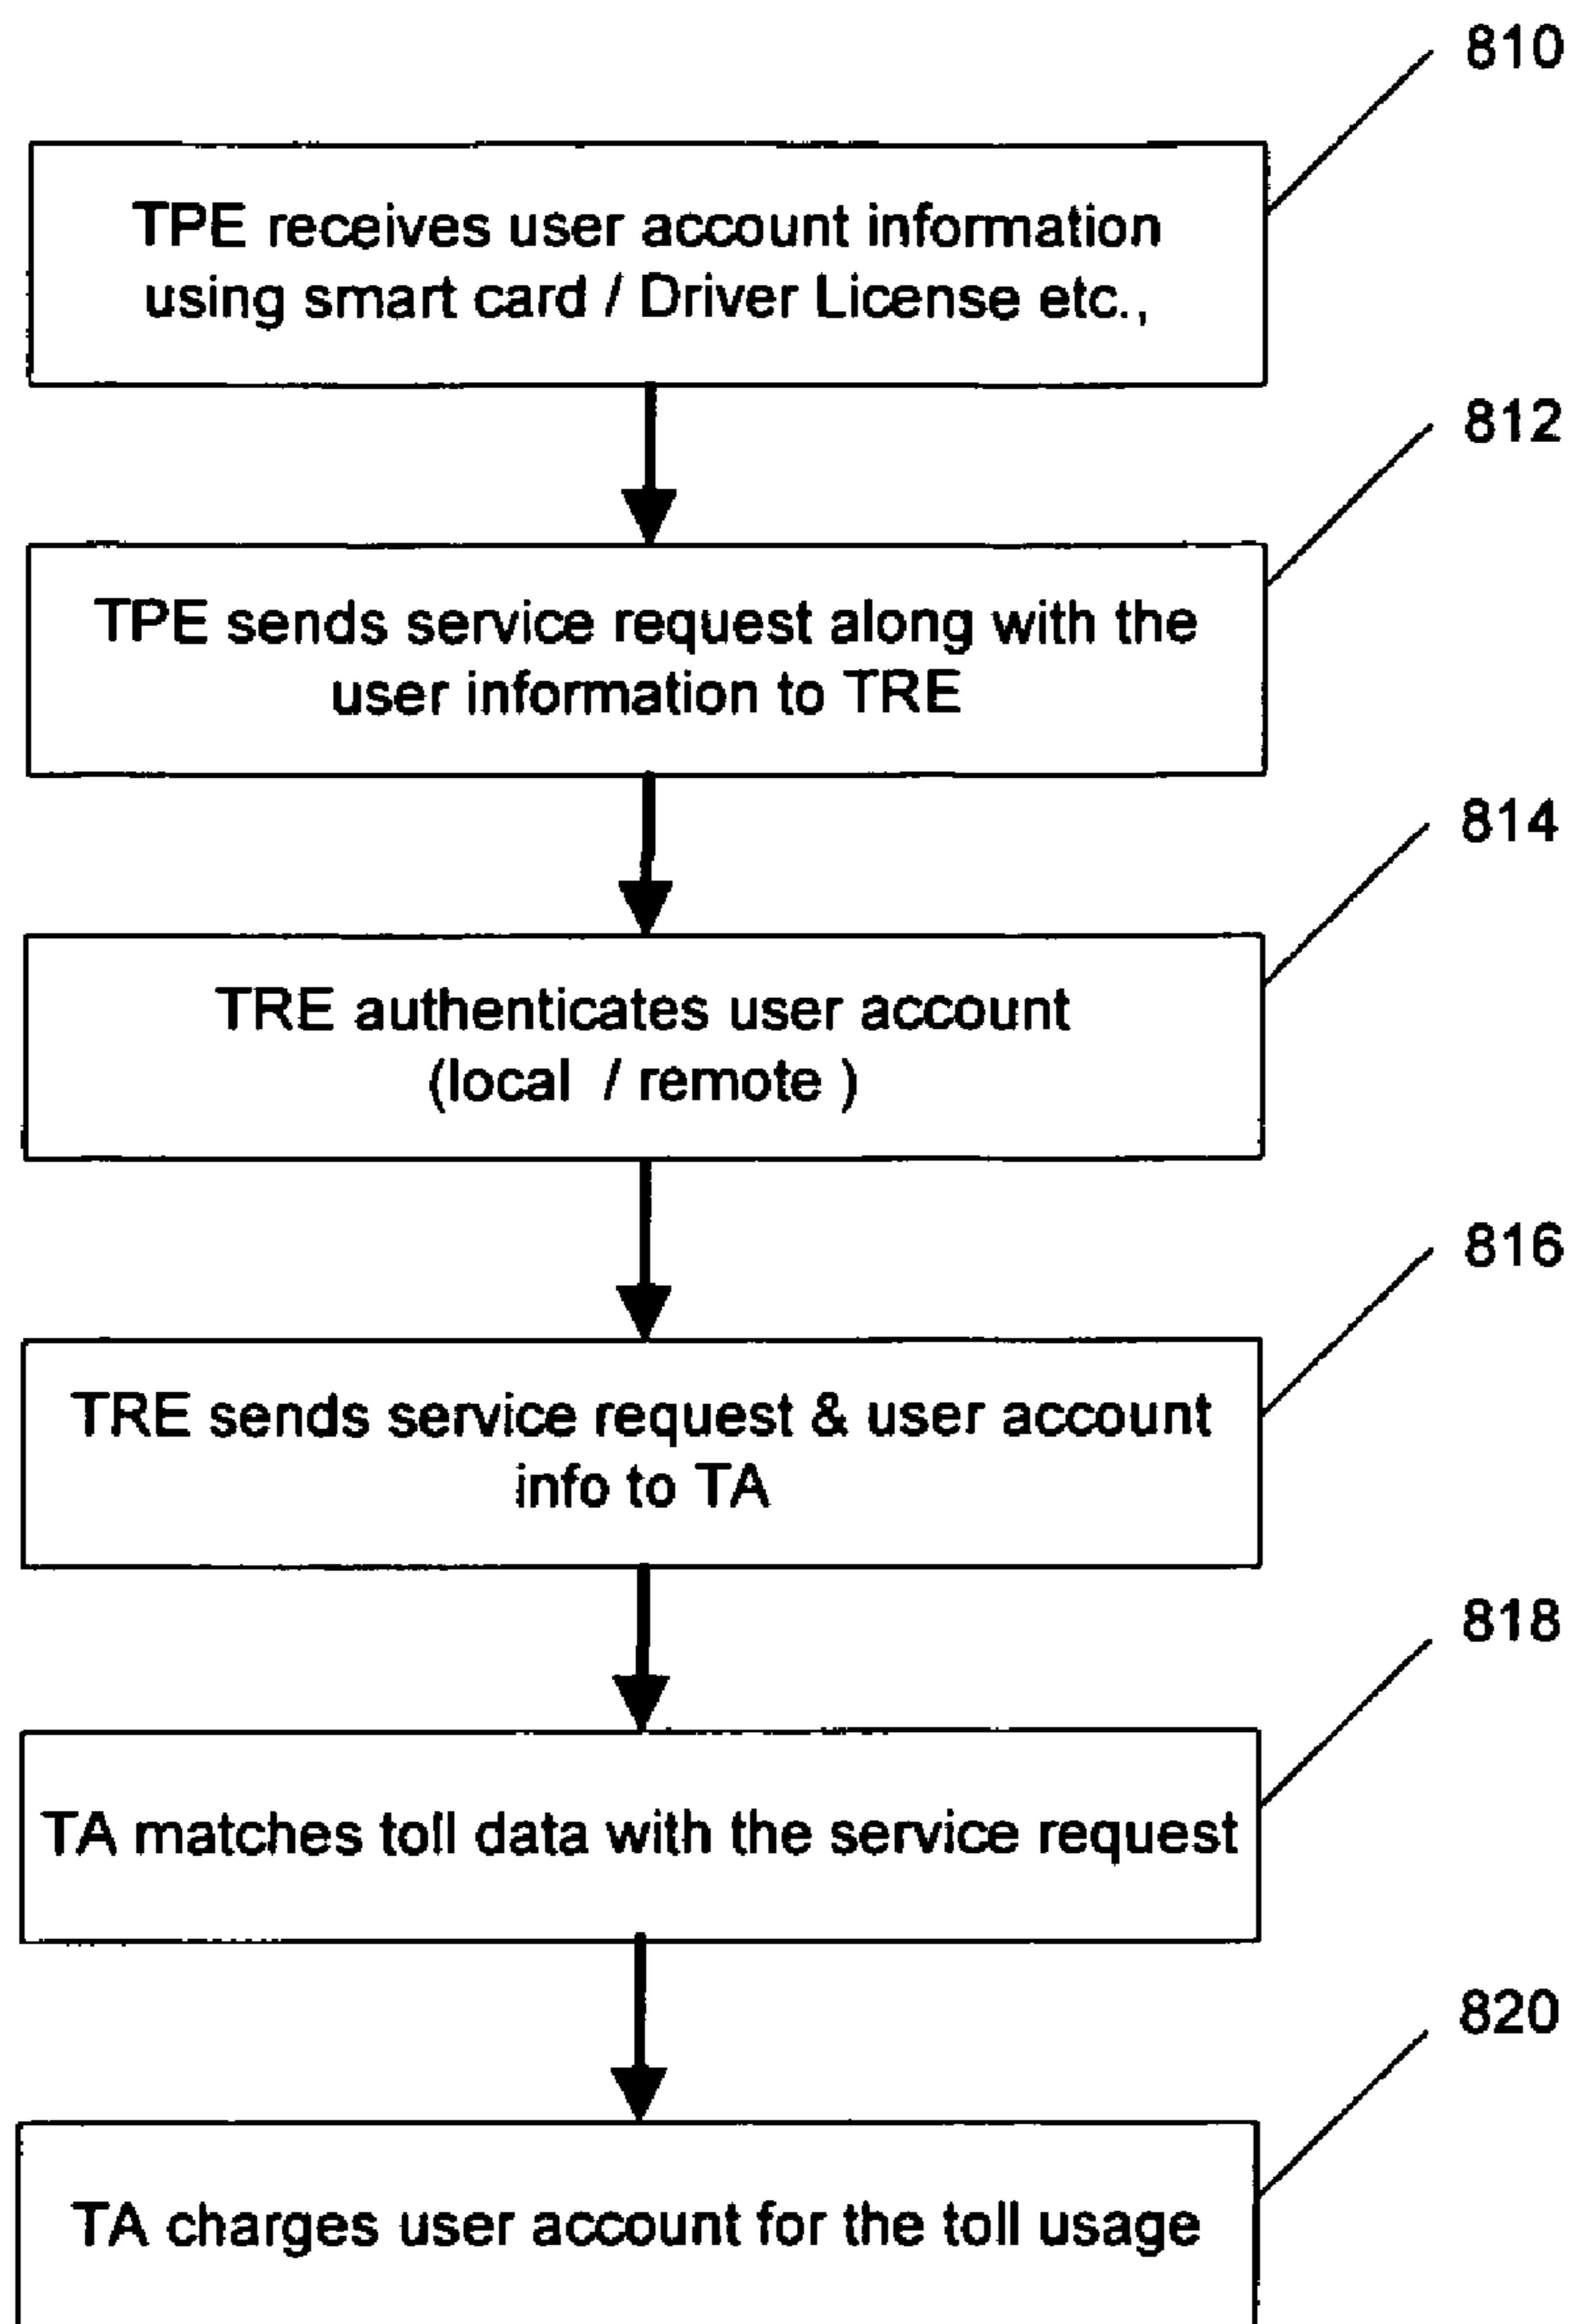 810
TPE receives user account information
using smart card / Driver License etc.,
812
TPE sends service request along with the
user information to TRE
814
TRE authenticates user account
(local / remote )
816
TRE sends service request & user account
info to TA
818
TA matches toll data with the service request
820
TA charges user account for the toll usage